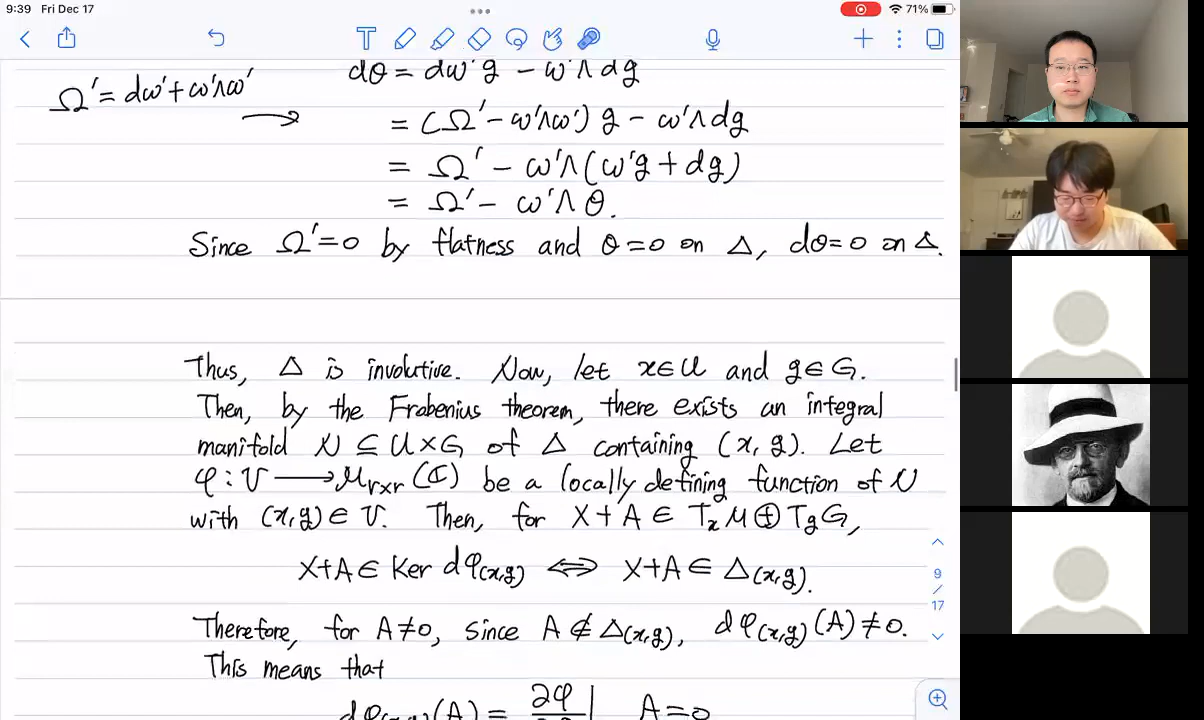 9:39 Fri Dec 17
71%
dθ = dω'g − ω'∧dg
Ω' = dω' + ω'∧ω'
= (Ω' − ω'∧ω')g − ω'∧dg
= Ω' − ω'∧(ω'g + dg)
= Ω' − ω'∧θ.
Since Ω'=0 by flatness and θ=0 on Δ, dθ=0 on Δ.
Thus, Δ is involutive. Now, let x∈U and g∈G.
Then, by the Frobenius theorem, there exists an integral
manifold N ⊆ U×G of Δ containing (x, g). Let
φ : V ⟶ M_{r×r}(ℂ) be a locally defining function of N
with (x,g) ∈ V. Then, for X+A ∈ T_xM ⊕ T_gG,
X+A ∈ Ker dφ_{(x,g)} ⟺ X+A ∈ Δ_{(x,g)}.
Therefore, for A≠0, since A ∉ Δ_{(x,g)}, dφ_{(x,g)}(A) ≠ 0.
This means that
dφ_{(x,g)}(A) = ∂φ | A = 0
9
/
17